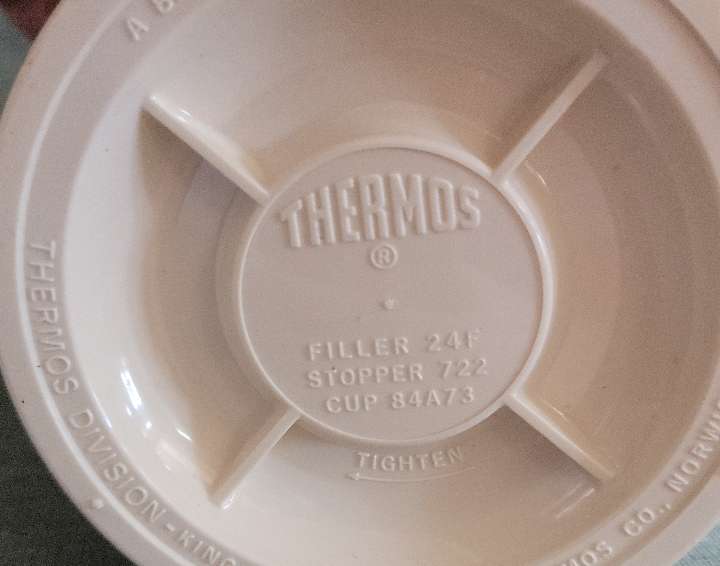 THERMOS
®
FILLER 24F
STOPPER 722
CUP 84A73
TIGHTEN
THERMOS DIVISION-
CO.,